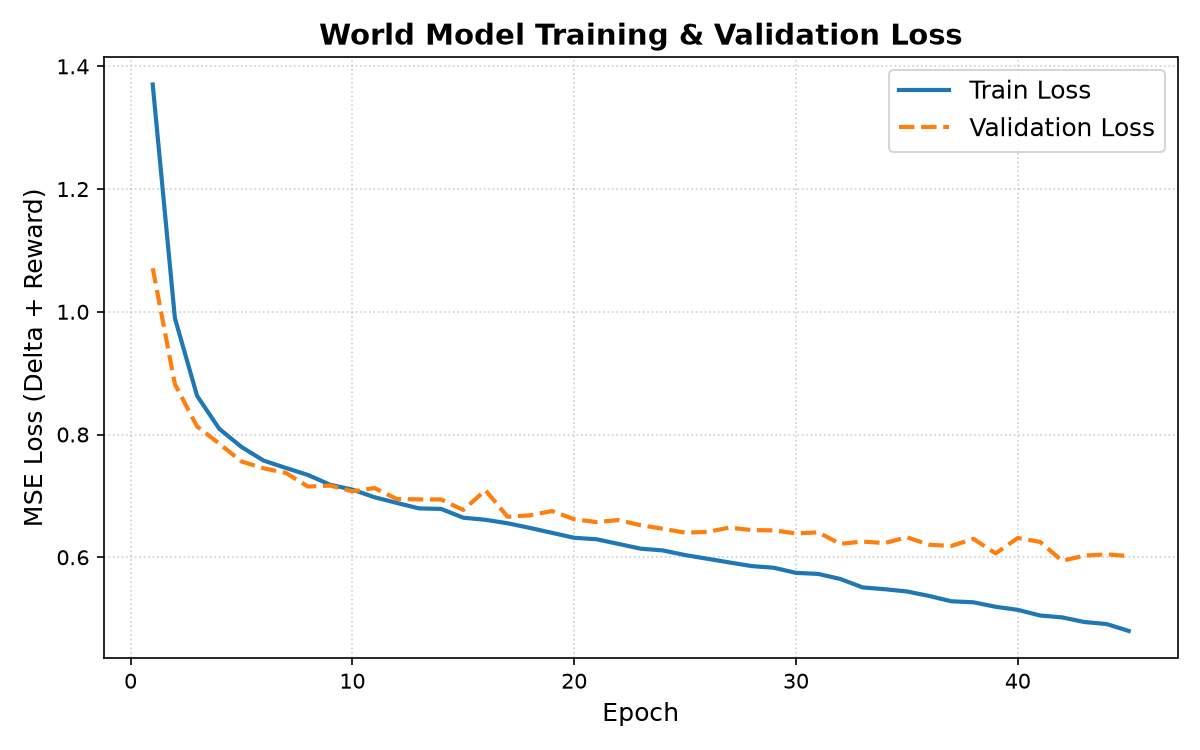 World Model Training & Validation Loss
Train Loss
Validation Loss
MSE Loss (Delta + Reward)
1.4
1.2
1.0
0.8
0.6
0 10 20 30 40
Epoch